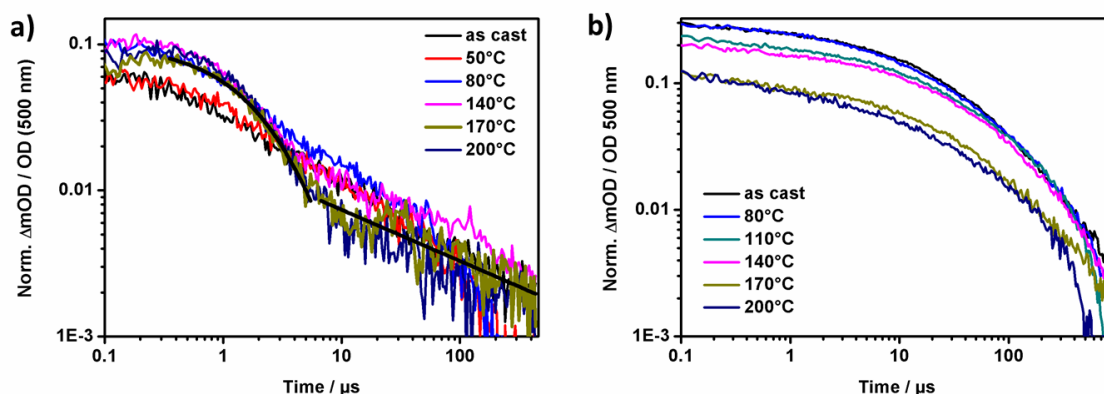 a)
Norm. ΔmOD / OD (500 nm)
0.1
0.01
1E-3
as cast
50°C
80°C
140°C
170°C
200°C
0.1 1 10 100
Time / μs
b)
Norm. ΔmOD / OD 500 nm
0.1
0.01
1E-3
as cast
80°C
110°C
140°C
170°C
200°C
0.1 1 10 100
Time / μs